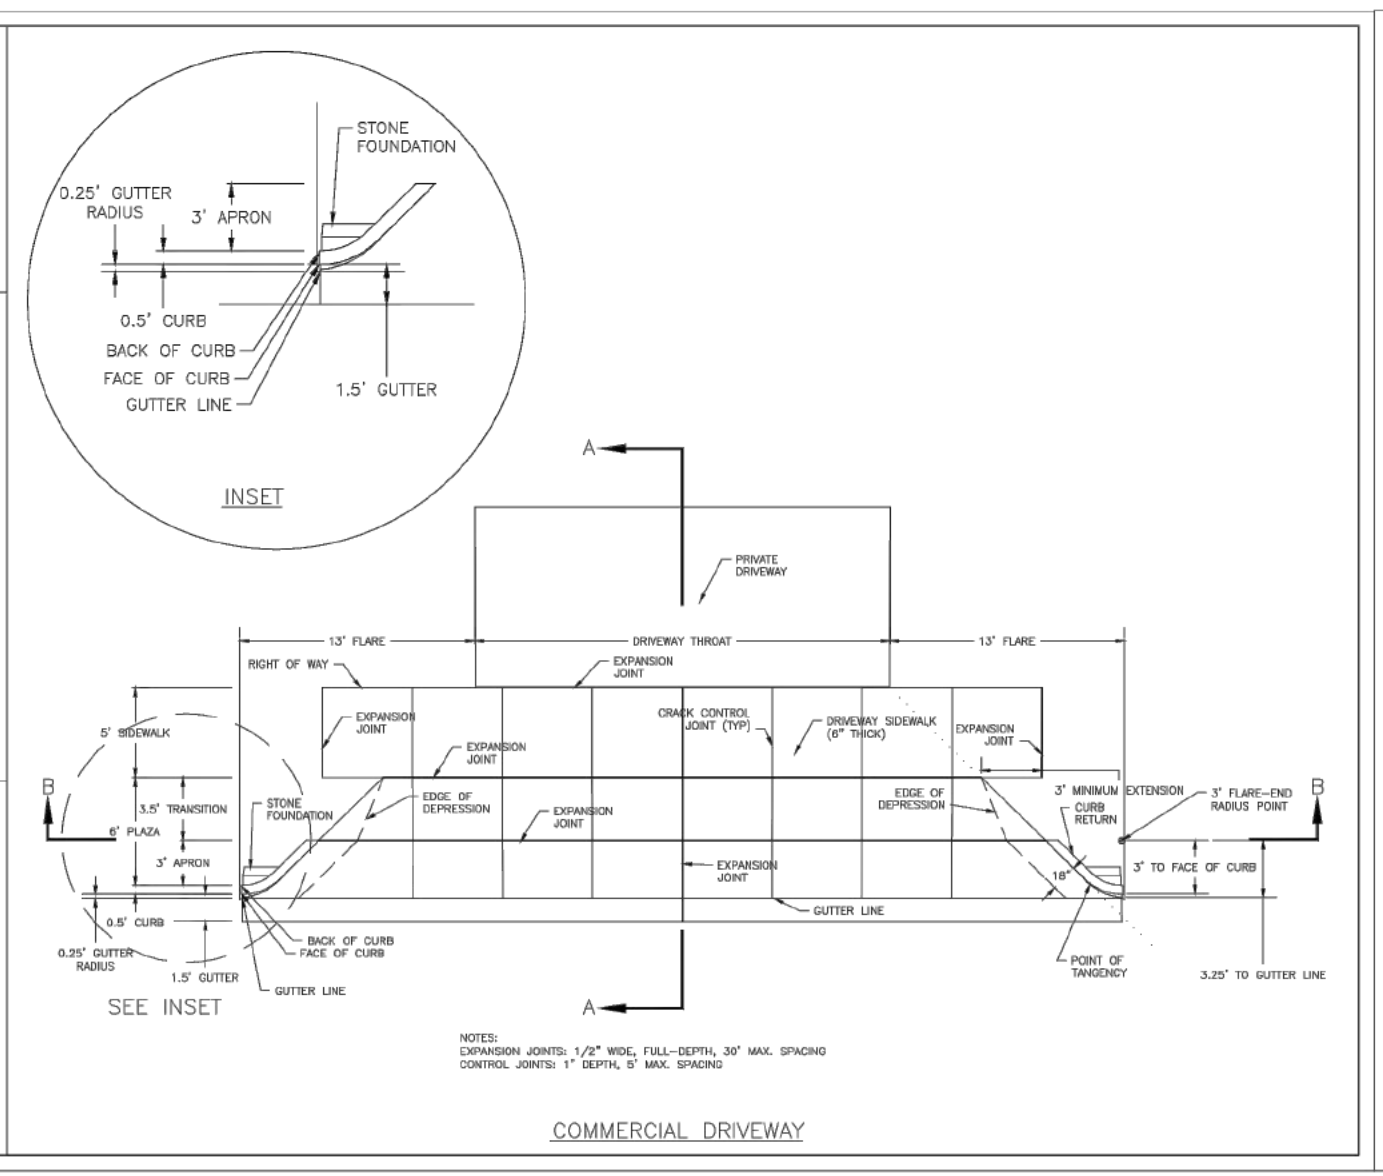 STONE
FOUNDATION
0.25' GUTTER
RADIUS
3' APRON
0.5' CURB
BACK OF CURB
FACE OF CURB
GUTTER LINE
1.5' GUTTER
INSET
A
PRIVATE
DRIVEWAY
13' FLARE
DRIVEWAY THROAT
13' FLARE
RIGHT OF WAY
EXPANSION
JOINT
5' SIDEWALK
EXPANSION
JOINT
CRACK CONTROL
JOINT (TYP)
DRIVEWAY SIDEWALK
(6" THICK)
EXPANSION
JOINT
EXPANSION
JOINT
B
3.5' TRANSITION
STONE
FOUNDATION
EDGE OF
DEPRESSION
EXPANSION
JOINT
EDGE OF
DEPRESSION
3' MINIMUM EXTENSION
CURB
RETURN
3' FLARE-END
RADIUS POINT
B
6' PLAZA
3' APRON
EXPANSION
JOINT
18"
3' TO FACE OF CURB
0.5' CURB
GUTTER LINE
BACK OF CURB
FACE OF CURB
0.25' GUTTER
RADIUS
1.5' GUTTER
GUTTER LINE
POINT OF
TANGENCY
3.25' TO GUTTER LINE
SEE INSET
A
NOTES:
EXPANSION JOINTS: 1/2" WIDE, FULL-DEPTH, 30' MAX. SPACING
CONTROL JOINTS: 1" DEPTH, 5' MAX. SPACING
COMMERCIAL DRIVEWAY